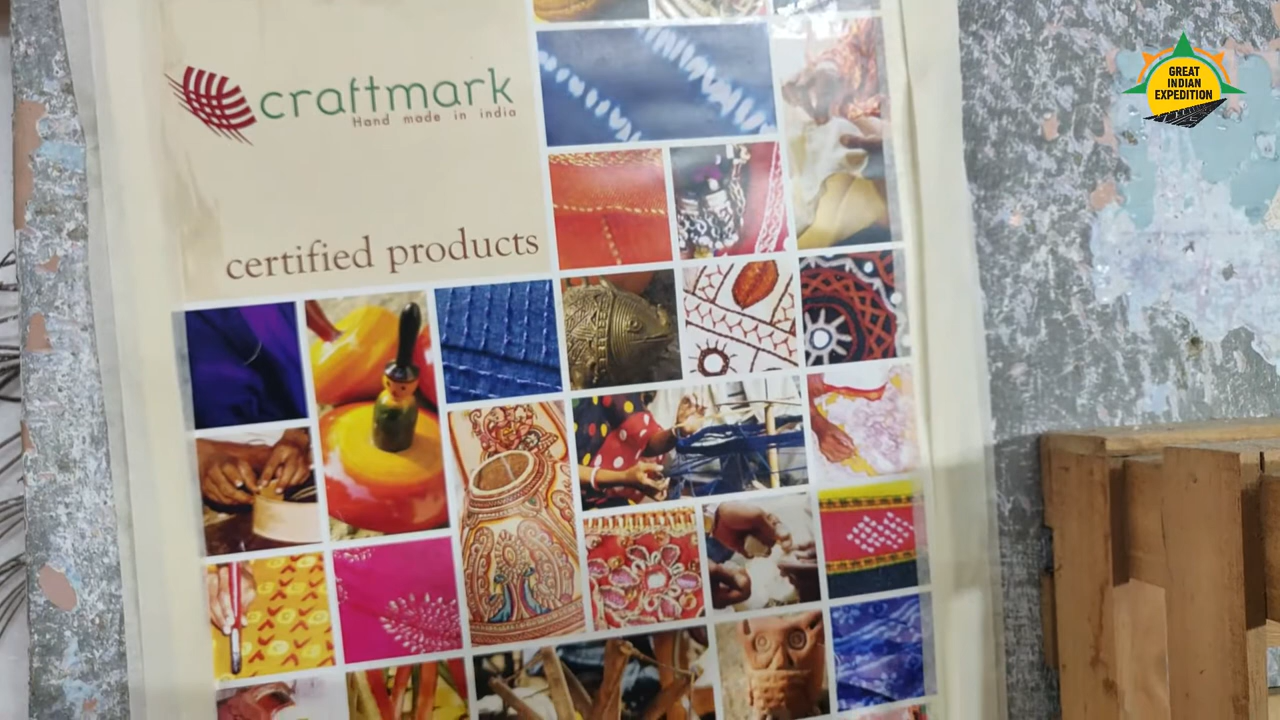 craftmark
Hand made in india
certified products
GREAT
INDIAN
EXPEDITION